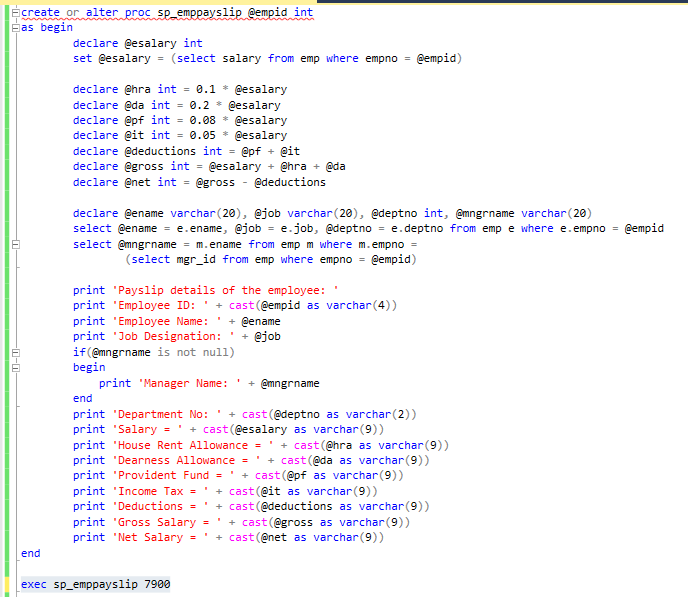 create or alter proc sp_emppayslip @empid int
as begin
declare @esalary int
set @esalary = (select salary from emp where empno = @empid)
declare @hra int = 0.1 * @esalary
declare @da int = 0.2 * @esalary
declare @pf int = 0.08 * @esalary
declare @it int = 0.05 * @esalary
declare @deductions int = @pf + @it
declare @gross int = @esalary + @hra + @da
declare @net int = @gross - @deductions
declare @ename varchar(20), @job varchar(20), @deptno int, @mngrname varchar(20)
select @ename = e.ename, @job = e.job, @deptno = e.deptno from emp e where e.empno = @empid
select @mngrname = m.ename from emp m where m.empno =
(select mgr_id from emp where empno = @empid)
print 'Payslip details of the employee: '
print 'Employee ID: ' + cast(@empid as varchar(4))
print 'Employee Name: ' + @ename
print 'Job Designation: ' + @job
if(@mngrname is not null)
begin
print 'Manager Name: ' + @mngrname
end
print 'Department No: ' + cast(@deptno as varchar(2))
print 'Salary = ' + cast(@esalary as varchar(9))
print 'House Rent Allowance = ' + cast(@hra as varchar(9))
print 'Dearness Allowance = ' + cast(@da as varchar(9))
print 'Provident Fund = ' + cast(@pf as varchar(9))
print 'Income Tax = ' + cast(@it as varchar(9))
print 'Deductions = ' + cast(@deductions as varchar(9))
print 'Gross Salary = ' + cast(@gross as varchar(9))
print 'Net Salary = ' + cast(@net as varchar(9))
end
exec sp_emppayslip 7900